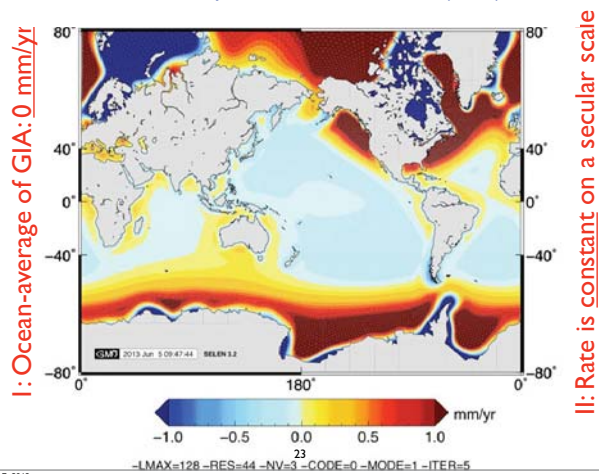 I: Ocean-average of GIA:0 mm/yr
80°
40°
0°
-40°
-80°
80°
40°
0°
-40°
-80°
GMD 2013 Jun 5 09:47:44 SELEN 3.2
0° 180° 0°
-1.0 -0.5 0.0 0.5 1.0 mm/yr
23
-LMAX=128 -RES=44 -NV=3 -CODE=0 -MODE=1 -ITER=5
II: Rate is constant on a secular scale